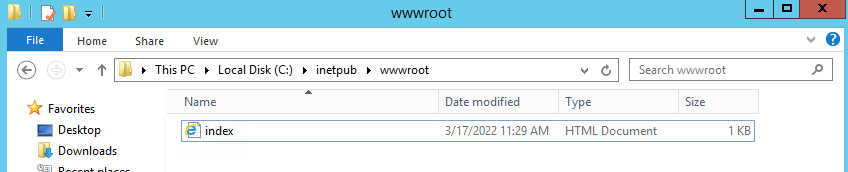 wwwroot
File Home Share View
This PC Local Disk (C:) inetpub wwwroot Search wwwroot
Favorites Name Date modified Type Size
Desktop index 3/17/2022 11:29 AM HTML Document 1 KB
Downloads
Recent places